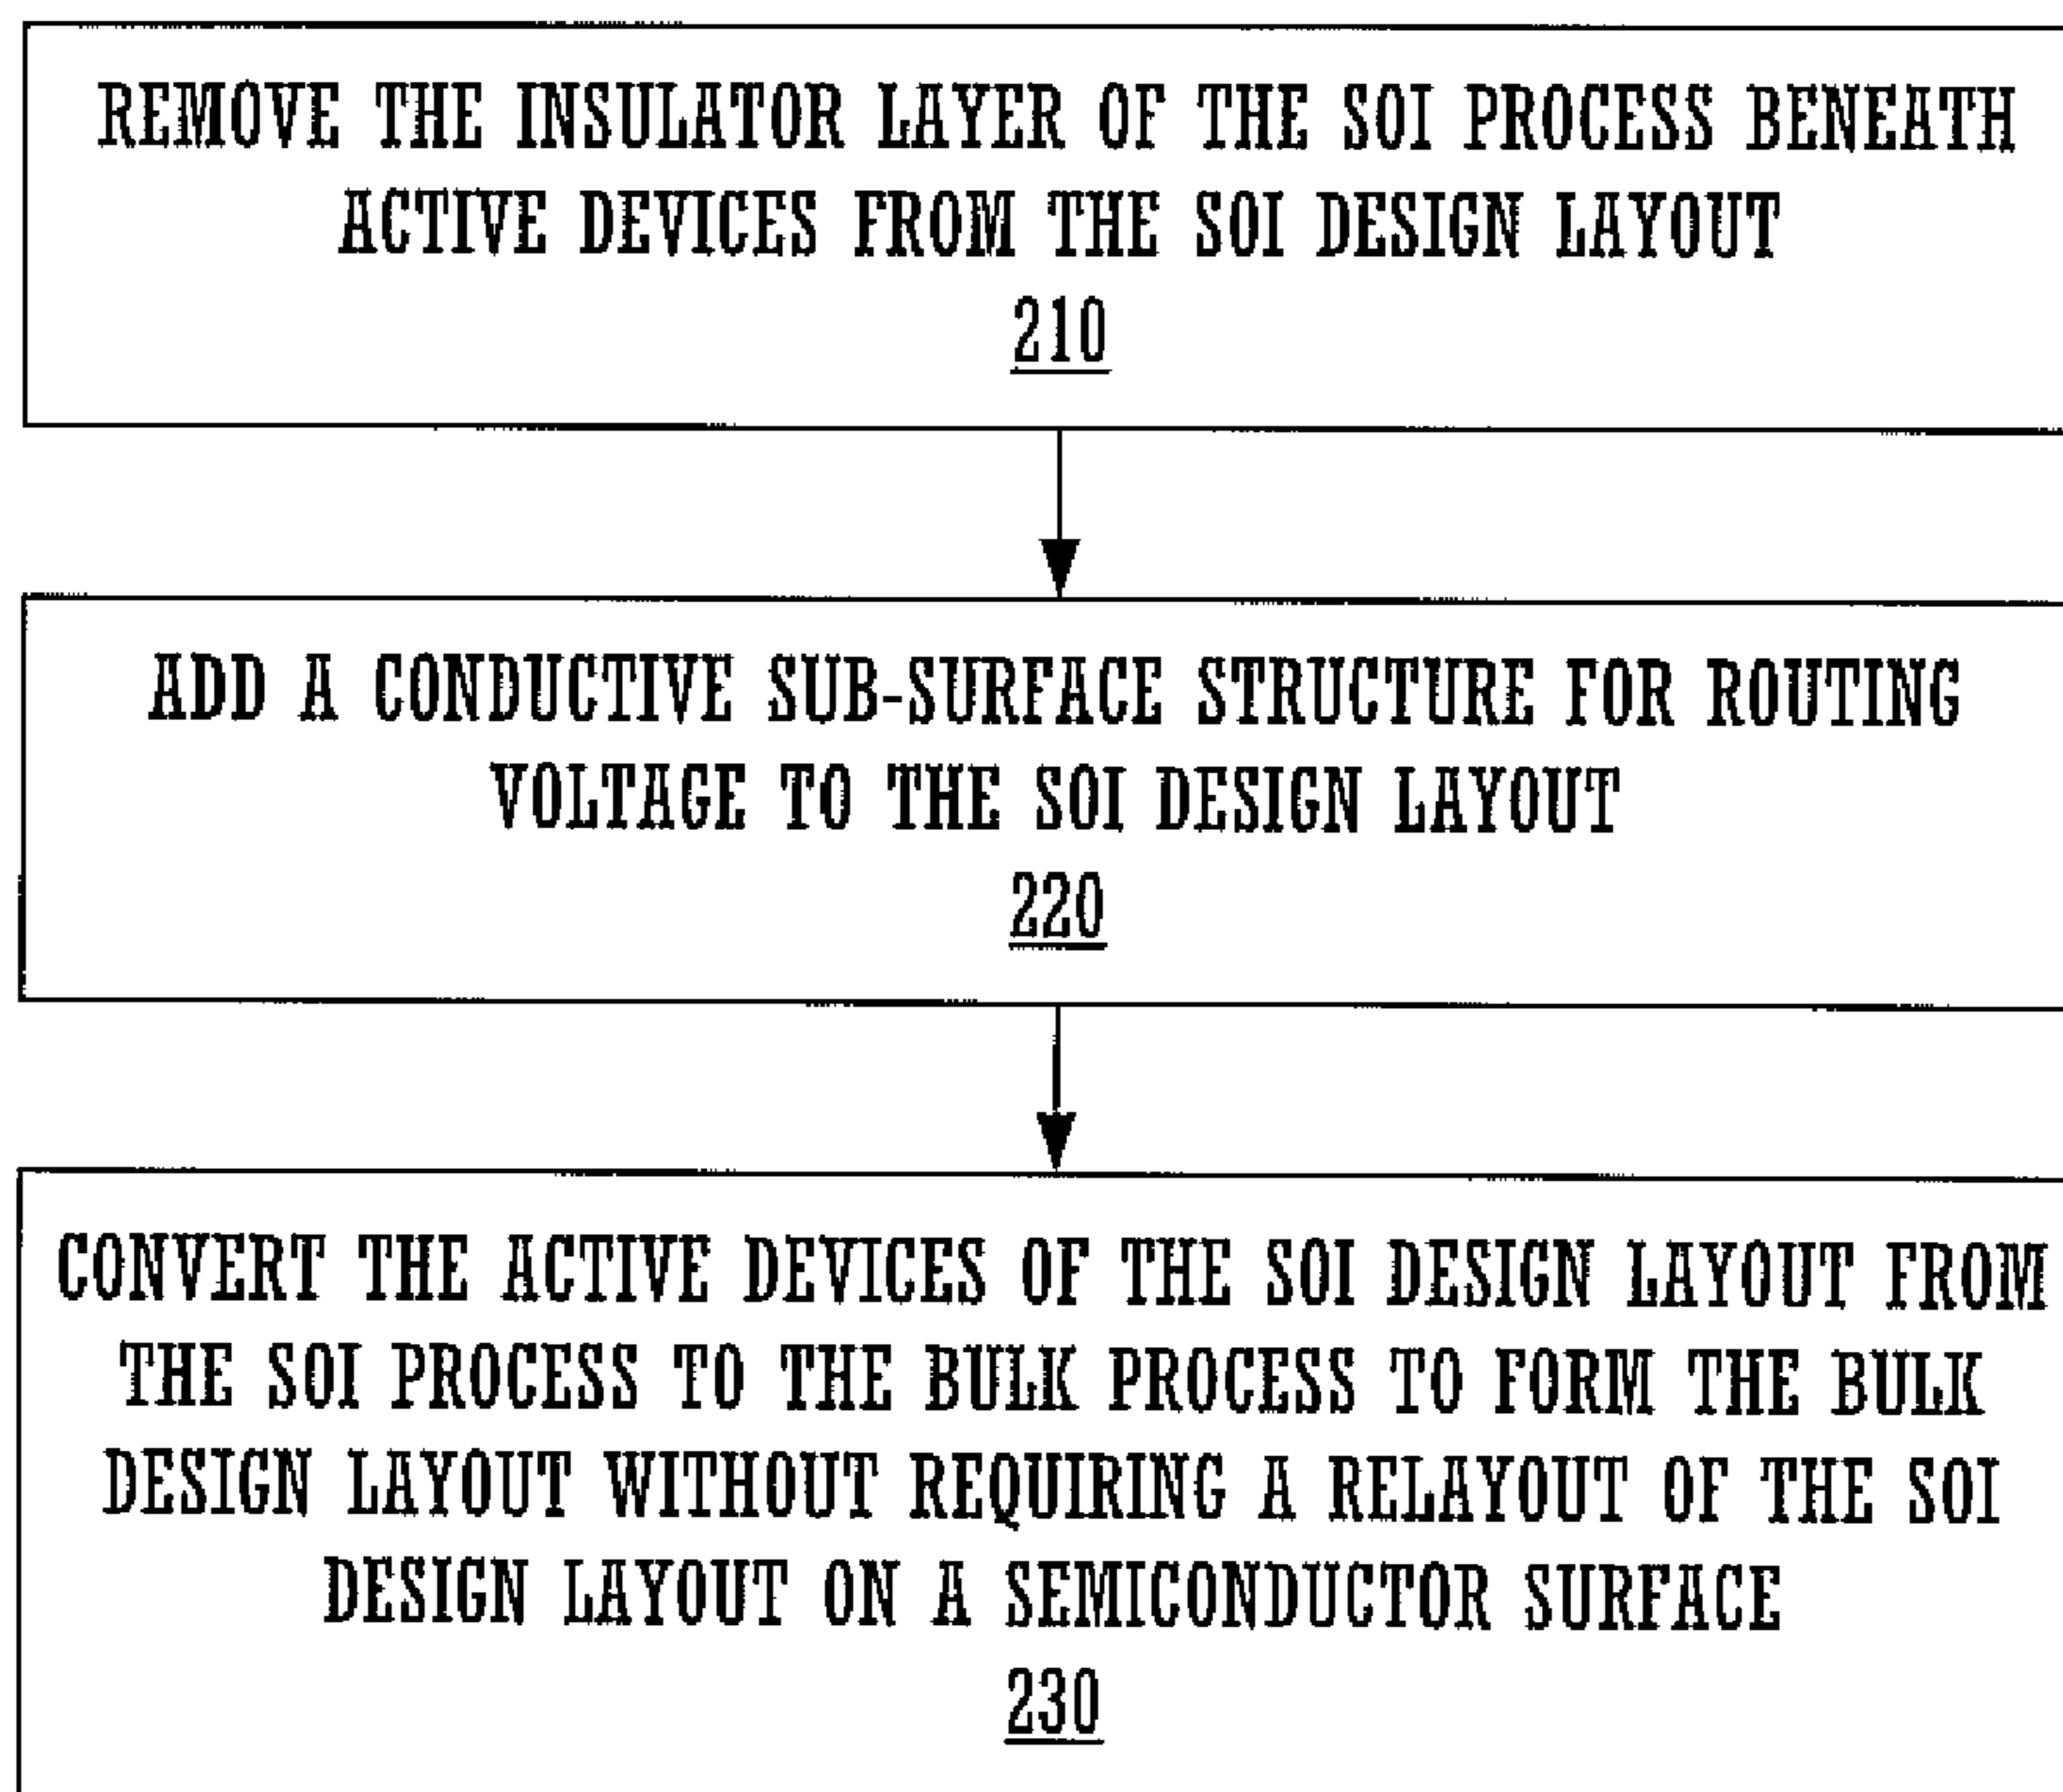 REMOVE THE INSULATOR LAYER OF THE SOI PROCESS BENEATH
ACTIVE DEVICES FROM THE SOI DESIGN LAYOUT
210
ADD A CONDUCTIVE SUB-SURFACE STRUCTURE FOR ROUTING
VOLTAGE TO THE SOI DESIGN LAYOUT
220
CONVERT THE ACTIVE DEVICES OF THE SOI DESIGN LAYOUT FROM
THE SOI PROCESS TO THE BULK PROCESS TO FORM THE BULK
DESIGN LAYOUT WITHOUT REQUIRING A RELAYOUT OF THE SOI
DESIGN LAYOUT ON A SEMICONDUCTOR SURFACE
230